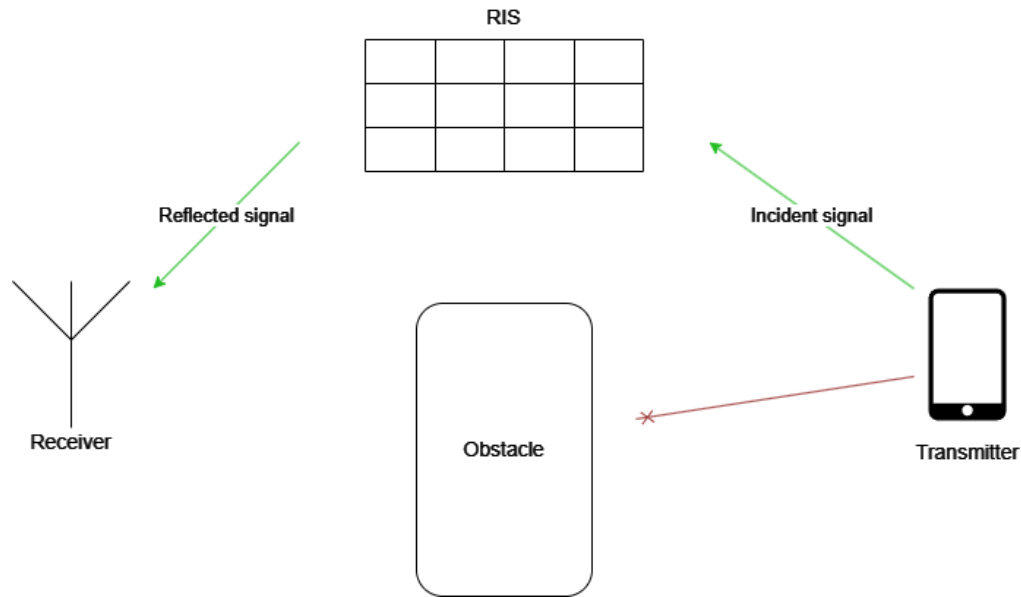 RIS
Reflected signal
Incident signal
Receiver
Obstacle
Transmitter